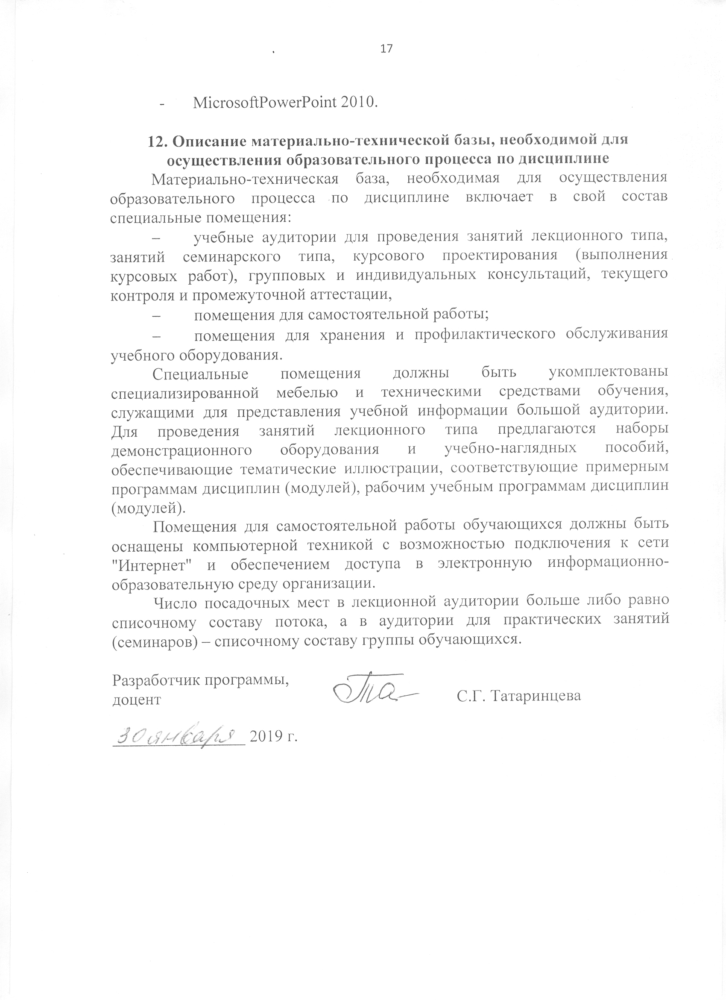 17
- MicrosoftPowerPoint 2010.
12. Описание материально-технической базы, необходимой для
осуществления образовательного процесса по дисциплине
Материально-техническая база, необходимая для осуществления
образовательного процесса по дисциплине включает в свой состав
специальные помещения:
– учебные аудитории для проведения занятий лекционного типа,
занятий семинарского типа, курсового проектирования (выполнения
курсовых работ), групповых и индивидуальных консультаций, текущего
контроля и промежуточной аттестации,
– помещения для самостоятельной работы;
– помещения для хранения и профилактического обслуживания
учебного оборудования.
Специальные помещения должны быть укомплектованы
специализированной мебелью и техническими средствами обучения,
служащими для представления учебной информации большой аудитории.
Для проведения занятий лекционного типа предлагаются наборы
демонстрационного оборудования и учебно-наглядных пособий,
обеспечивающие тематические иллюстрации, соответствующие примерным
программам дисциплин (модулей), рабочим учебным программам дисциплин
(модулей).
Помещения для самостоятельной работы обучающихся должны быть
оснащены компьютерной техникой с возможностью подключения к сети
"Интернет" и обеспечением доступа в электронную информационно-
образовательную среду организации.
Число посадочных мест в лекционной аудитории больше либо равно
списочному составу потока, а в аудитории для практических занятий
(семинаров) – списочному составу группы обучающихся.
Разработчик программы,
доцент С.Г. Татаринцева
30 января 2019 г.